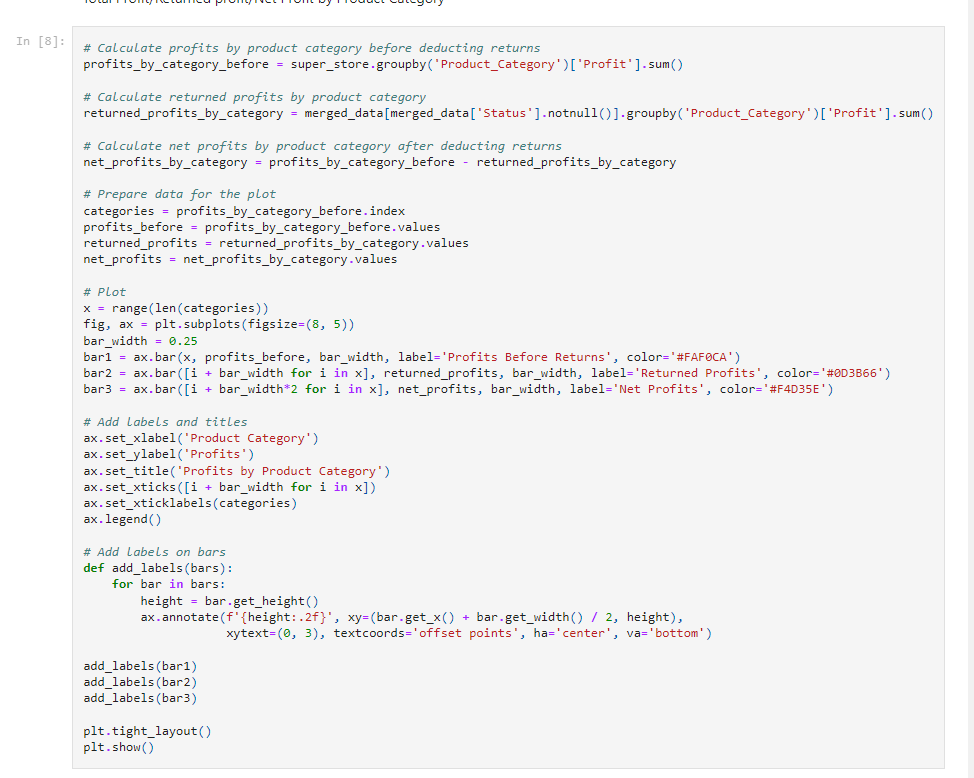 Total Profit/Returned profit/Net Profit by Product Category
In [8]:
# Calculate profits by product category before deducting returns
profits_by_category_before = super_store.groupby('Product_Category')['Profit'].sum()
# Calculate returned profits by product category
returned_profits_by_category = merged_data[merged_data['Status'].notnull()].groupby('Product_Category')['Profit'].sum()
# Calculate net profits by product category after deducting returns
net_profits_by_category = profits_by_category_before - returned_profits_by_category
# Prepare data for the plot
categories = profits_by_category_before.index
profits_before = profits_by_category_before.values
returned_profits = returned_profits_by_category.values
net_profits = net_profits_by_category.values
# Plot
x = range(len(categories))
fig, ax = plt.subplots(figsize=(8, 5))
bar_width = 0.25
bar1 = ax.bar(x, profits_before, bar_width, label='Profits Before Returns', color='#FAF0CA')
bar2 = ax.bar([i + bar_width for i in x], returned_profits, bar_width, label='Returned Profits', color='#0D3B66')
bar3 = ax.bar([i + bar_width*2 for i in x], net_profits, bar_width, label='Net Profits', color='#F4D35E')
# Add labels and titles
ax.set_xlabel('Product Category')
ax.set_ylabel('Profits')
ax.set_title('Profits by Product Category')
ax.set_xticks([i + bar_width for i in x])
ax.set_xticklabels(categories)
ax.legend()
# Add labels on bars
def add_labels(bars):
    for bar in bars:
        height = bar.get_height()
        ax.annotate(f'{height:.2f}', xy=(bar.get_x() + bar.get_width() / 2, height),
                    xytext=(0, 3), textcoords='offset points', ha='center', va='bottom')
add_labels(bar1)
add_labels(bar2)
add_labels(bar3)
plt.tight_layout()
plt.show()